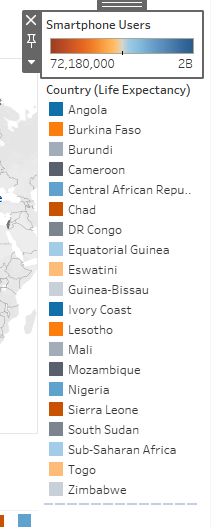 Smartphone Users
72,180,000 2B
Country (Life Expectancy)
Angola
Burkina Faso
Burundi
Cameroon
Central African Repu..
Chad
DR Congo
Equatorial Guinea
Eswatini
Guinea-Bissau
Ivory Coast
Lesotho
Mali
Mozambique
Nigeria
Sierra Leone
South Sudan
Sub-Saharan Africa
Togo
Zimbabwe